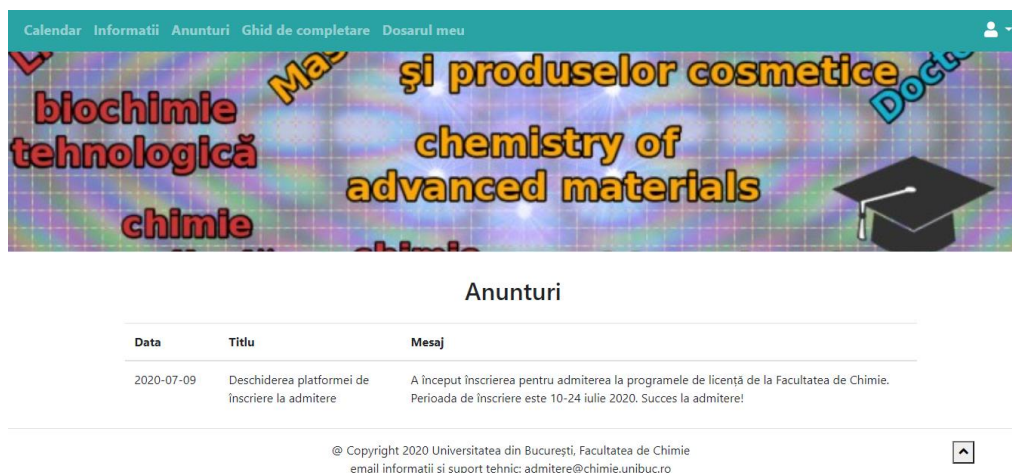 Calendar Informatii Anunturi Ghid de completare Dosarul meu
și produselor cosmetice
biochimie
tehnologică
chemistry of
advanced materials
chimie
Anunturi
Data Titlu Mesaj
2020-07-09 Deschiderea platformei de A început înscrierea pentru admiterea la programele de licență de la Facultatea de Chimie.
înscriere la admitere Perioada de înscriere este 10-24 iulie 2020. Succes la admitere!
@ Copyright 2020 Universitatea din București, Facultatea de Chimie
email informatii si suport tehnic: admitere@chimie.unibuc.ro